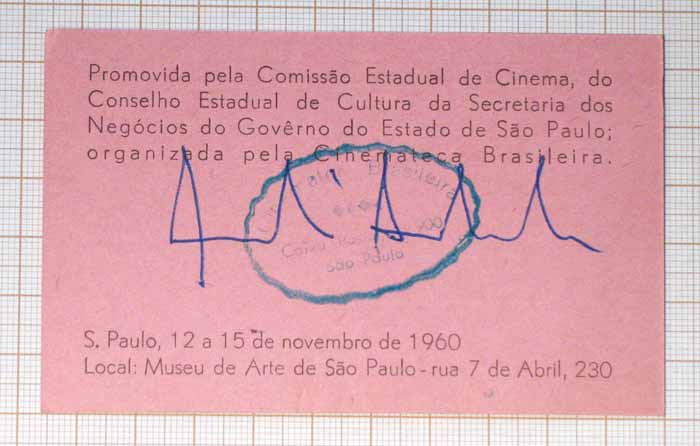 Promovida pela Comissão Estadual de Cinema, do
Conselho Estadual de Cultura da Secretaria dos
Negócios do Govêrno do Estado de São Paulo;
organizada pela Cinemateca Brasileira.
Brasileira
Caixa
São Paulo
S. Paulo, 12 a 15 de novembro de 1960
Local: Museu de Arte de São Paulo - rua 7 de Abril, 230